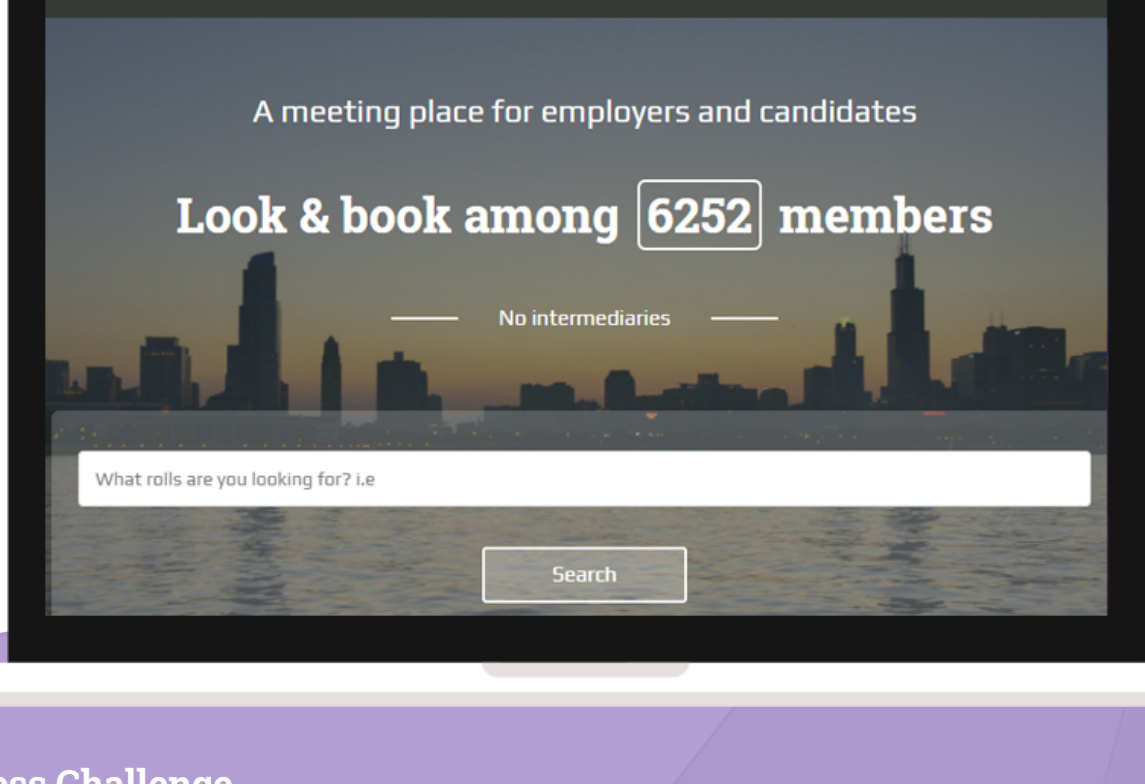 A meeting place for employers and candidates
Look & book among 6252 members
No intermediaries
What rolls are you looking for? i.e
Search
Challenge